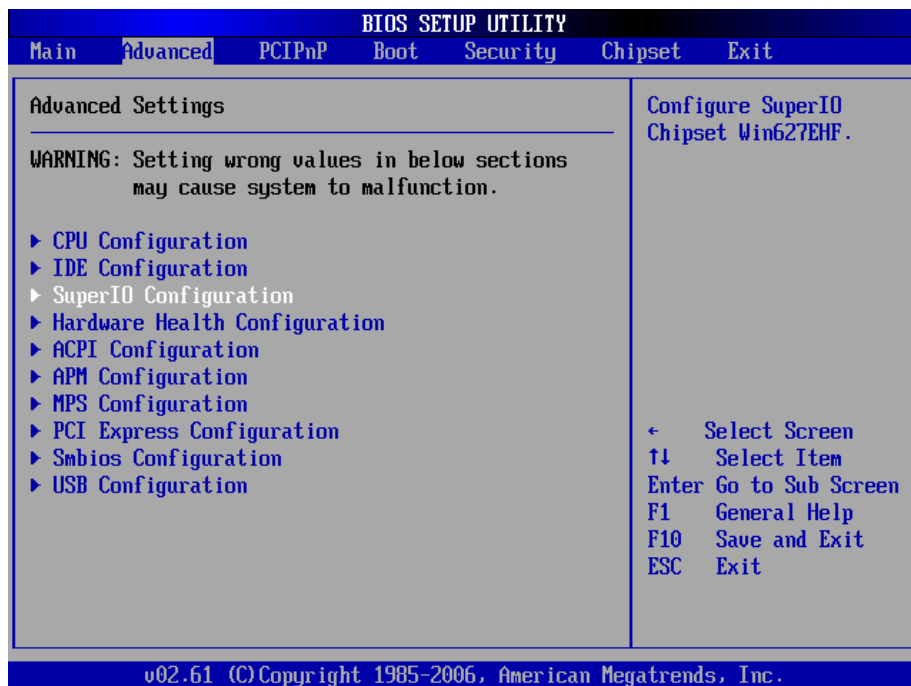 BIOS SETUP UTILITY
Main Advanced PCIPnP Boot Security Chipset Exit
Advanced Settings
WARNING: Setting wrong values in below sections
may cause system to malfunction.
▶ CPU Configuration
▶ IDE Configuration
▶ SuperIO Configuration
▶ Hardware Health Configuration
▶ ACPI Configuration
▶ APM Configuration
▶ MPS Configuration
▶ PCI Express Configuration
▶ Smbios Configuration
▶ USB Configuration
Configure SuperIO
Chipset Win627EHF.
← Select Screen
↑↓ Select Item
Enter Go to Sub Screen
F1 General Help
F10 Save and Exit
ESC Exit
v02.61 (C)Copyright 1985-2006, American Megatrends, Inc.